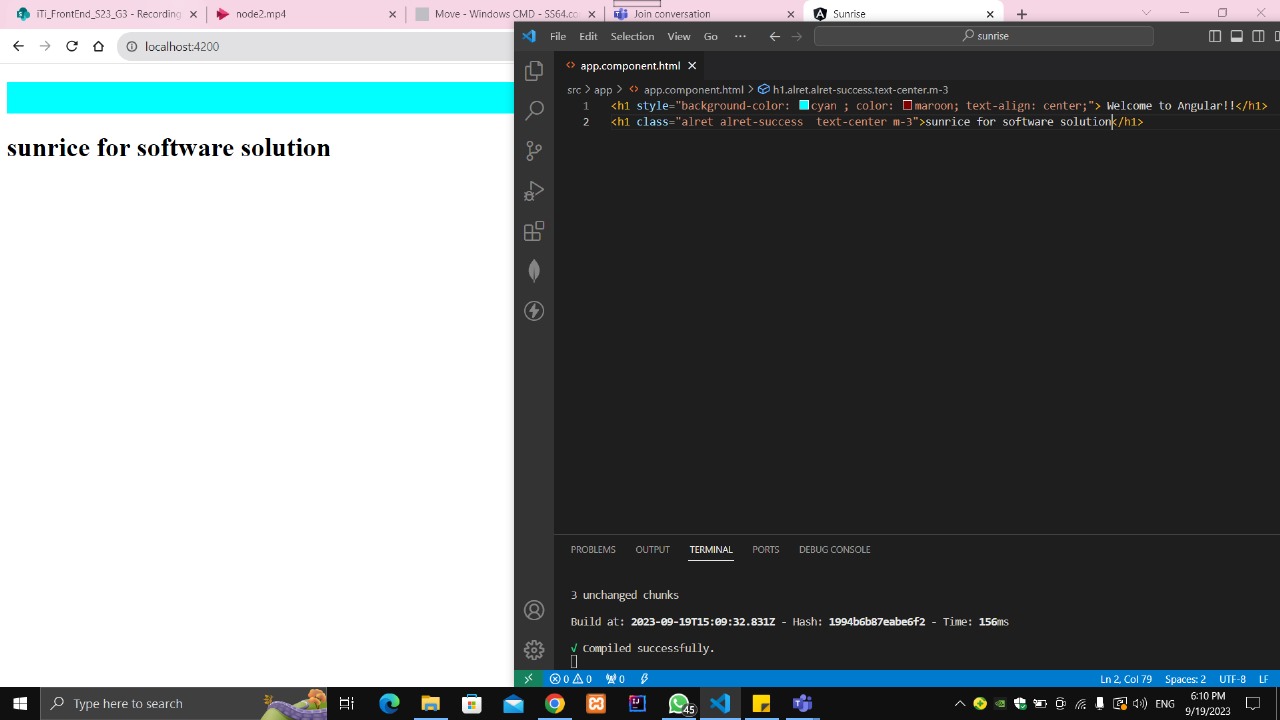 iTi_FrontEnd_S23_G3 - Recording
node2.mp4
Move - Windows CMD - SS64.co
Join conversation
Sunrise
localhost:4200
File Edit Selection View Go ... sunrise
app.component.html
src > app > app.component.html > h1.alret.alret-success.text-center.m-3
1 <h1 style="background-color: cyan ; color: maroon; text-align: center;"> Welcome to Angular!!</h1>
2 <h1 class="alret alret-success  text-center m-3">sunrice for software solution</h1>
sunrice for software solution
PROBLEMS OUTPUT TERMINAL PORTS DEBUG CONSOLE
3 unchanged chunks
Build at: 2023-09-19T15:09:32.831Z - Hash: 1994b6b87eabe6f2 - Time: 156ms
√ Compiled successfully.
0 0 0 Ln 2, Col 79 Spaces: 2 UTF-8 LF
Type here to search
45
ENG
6:10 PM
9/19/2023